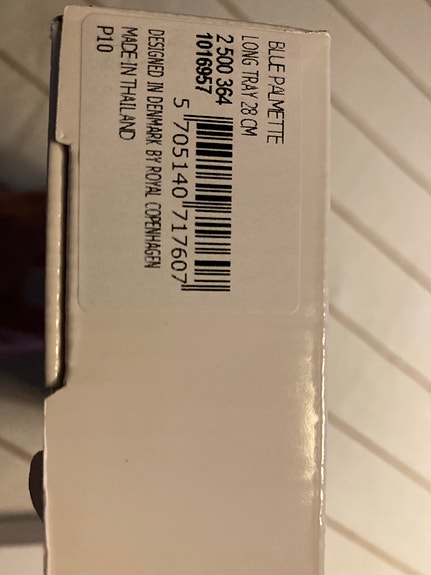 BLUE PALMETTE
LONG TRAY 28 CM
2 500 364
1016957
5 705140 717607
DESIGNED IN DENMARK BY ROYAL COPENHAGEN
MADE IN THAILAND
P10